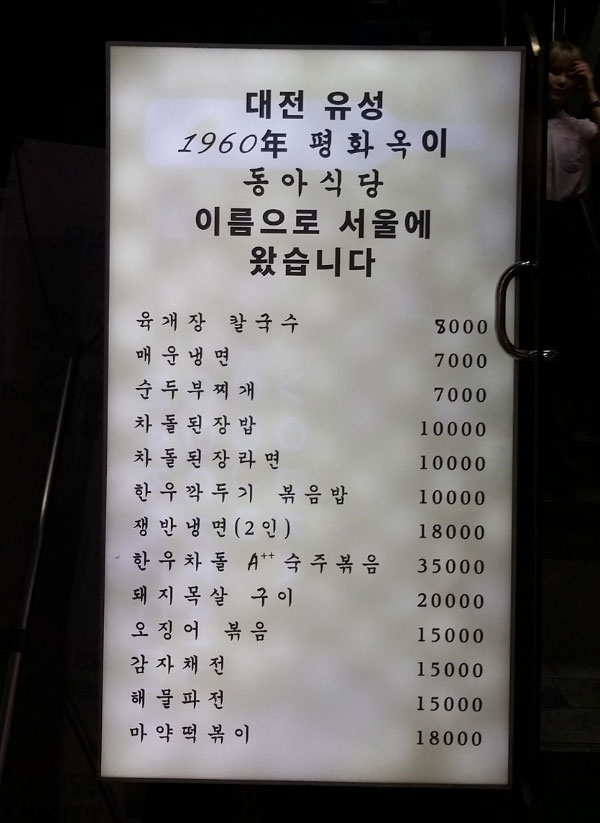 대전 유성
1960年 평화옥이
동아식당
이름으로 서울에
왔습니다
육개장 칼국수 8000
매운냉면 7000
순두부찌개 7000
차돌된장밥 10000
차돌된장라면 10000
한우깍두기 볶음밥 10000
쟁반냉면(2인) 18000
한우차돌 A++숙주볶음 35000
돼지목살 구이 20000
오징어 볶음 15000
감자채전 15000
해물파전 15000
마약떡볶이 18000